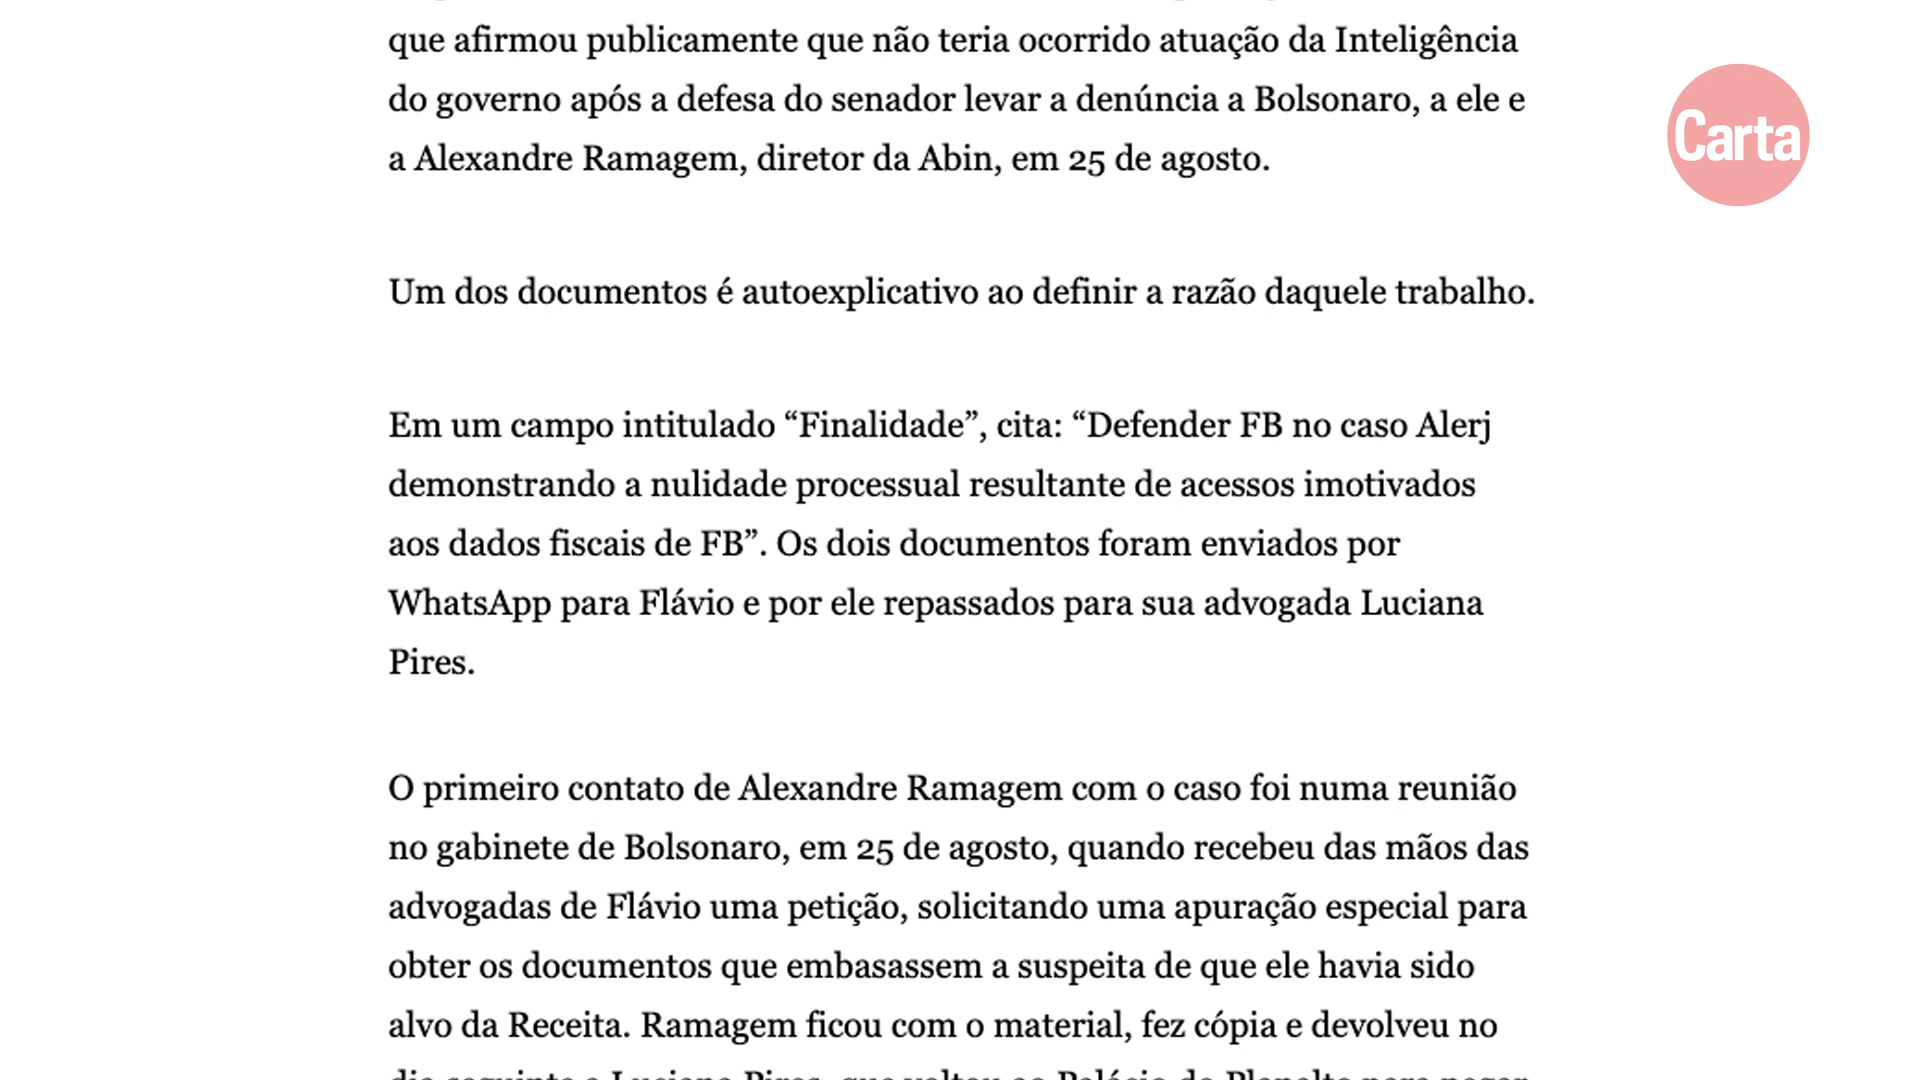 que afirmou publicamente que não teria ocorrido atuação da Inteligência
do governo após a defesa do senador levar a denúncia a Bolsonaro, a ele e
a Alexandre Ramagem, diretor da Abin, em 25 de agosto.
Carta
Um dos documentos é autoexplicativo ao definir a razão daquele trabalho.
Em um campo intitulado “Finalidade”, cita: “Defender FB no caso Alerj
demonstrando a nulidade processual resultante de acessos imotivados
aos dados fiscais de FB”. Os dois documentos foram enviados por
WhatsApp para Flávio e por ele repassados para sua advogada Luciana
Pires.
O primeiro contato de Alexandre Ramagem com o caso foi numa reunião
no gabinete de Bolsonaro, em 25 de agosto, quando recebeu das mãos das
advogadas de Flávio uma petição, solicitando uma apuração especial para
obter os documentos que embasassem a suspeita de que ele havia sido
alvo da Receita. Ramagem ficou com o material, fez cópia e devolveu no